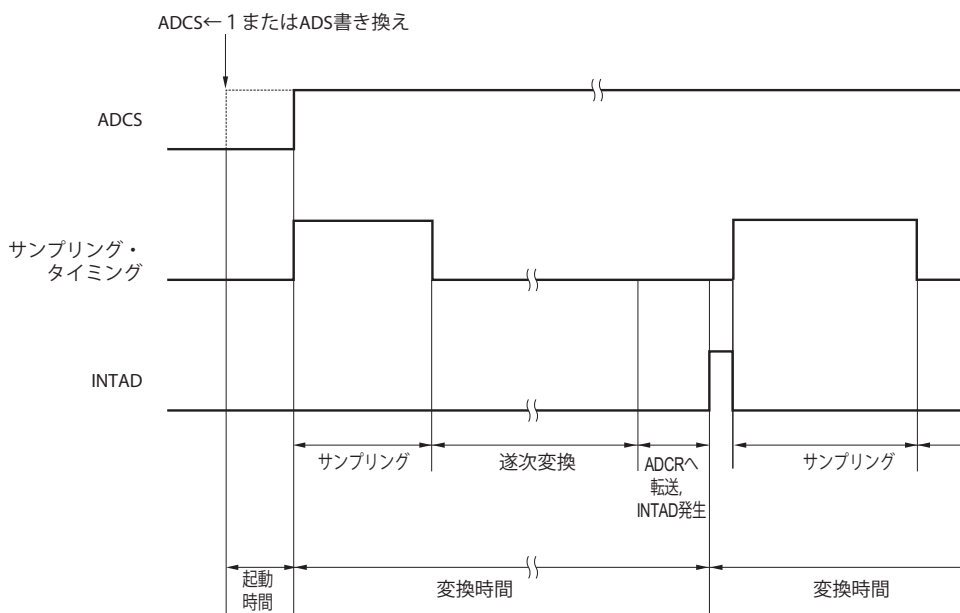 ADCS←1 またはADS書き換え
ADCS
サンプリング・
タイミング
INTAD
サンプリング
逐次変換
ADCRへ
転送,
INTAD発生
サンプリング
起動
時間
変換時間
変換時間